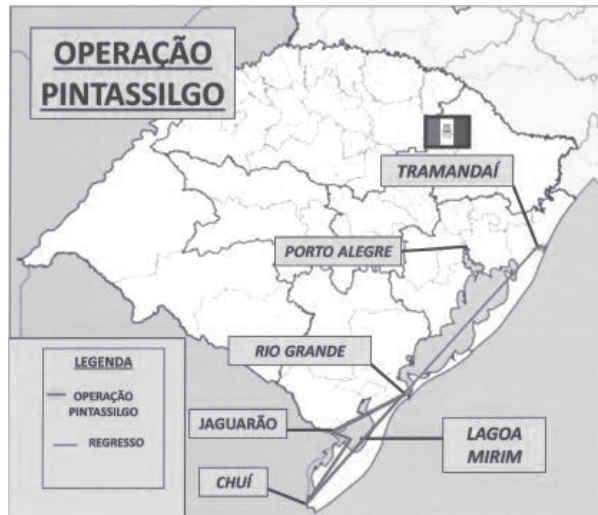 OPERAÇÃO
PINTASSILGO
TRAMANDAÍ
PORTO ALEGRE
RIO GRANDE
LEGENDA
OPERAÇÃO
PINTASSILGO
REGRESSO
JAGUARÃO
LAGOA
MIRIM
CHUÍ